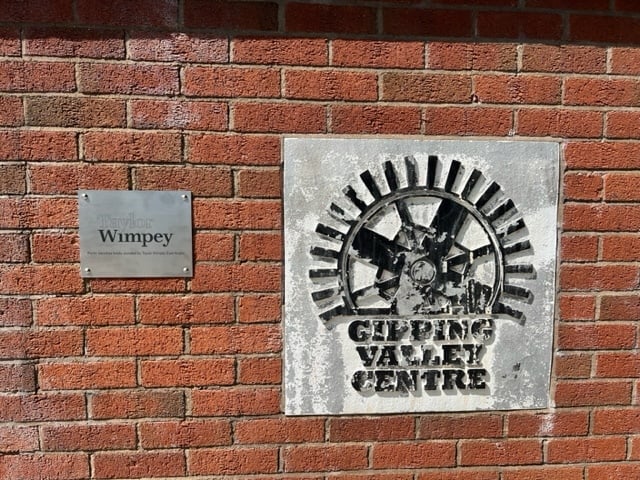 Taylor
Wimpey
GIPPING
VALLEY
CENTRE